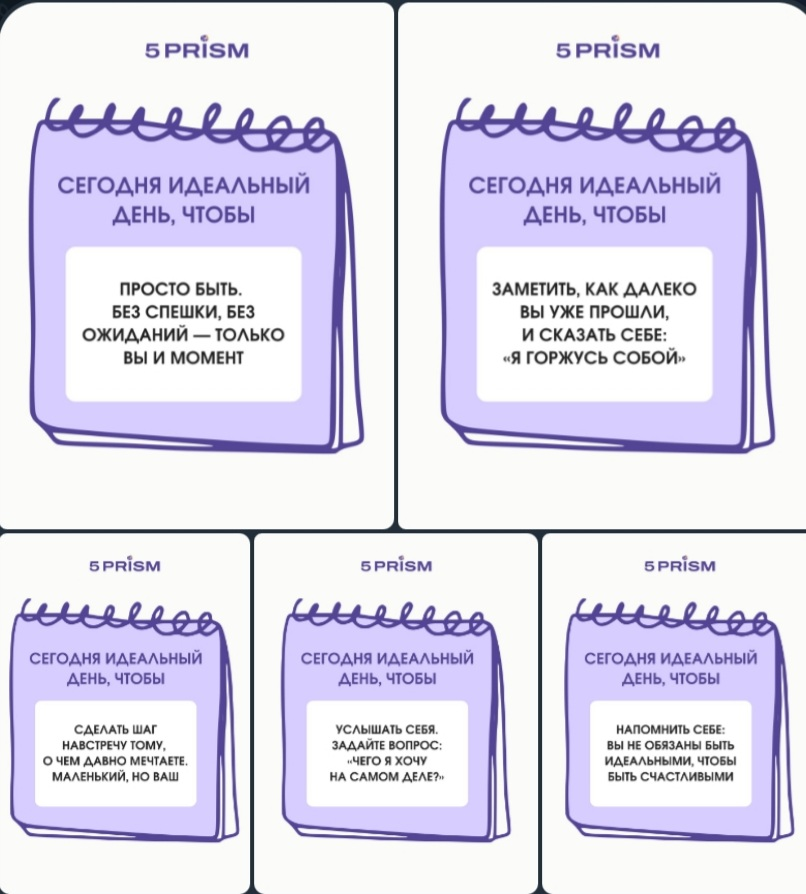 5PRISM
СЕГОДНЯ ИДЕАЛЬНЫЙ
ДЕНЬ, ЧТОБЫ
ПРОСТО БЫТЬ.
БЕЗ СПЕШКИ, БЕЗ
ОЖИДАНИЙ — ТОЛЬКО
ВЫ И МОМЕНТ
5PRISM
СЕГОДНЯ ИДЕАЛЬНЫЙ
ДЕНЬ, ЧТОБЫ
ЗАМЕТИТЬ, КАК ДАЛЕКО
ВЫ УЖЕ ПРОШЛИ,
И СКАЗАТЬ СЕБЕ:
«Я ГОРЖУСЬ СОБОЙ»
5PRISM
СЕГОДНЯ ИДЕАЛЬНЫЙ
ДЕНЬ, ЧТОБЫ
СДЕЛАТЬ ШАГ
НАВСТРЕЧУ ТОМУ,
О ЧЕМ ДАВНО МЕЧТАЕТЕ.
МАЛЕНЬКИЙ, НО ВАШ
5PRISM
СЕГОДНЯ ИДЕАЛЬНЫЙ
ДЕНЬ, ЧТОБЫ
УСЛЫШАТЬ СЕБЯ.
ЗАДАЙТЕ ВОПРОС:
«ЧЕГО Я ХОЧУ
НА САМОМ ДЕЛЕ?»
5PRISM
СЕГОДНЯ ИДЕАЛЬНЫЙ
ДЕНЬ, ЧТОБЫ
НАПОМНИТЬ СЕБЕ:
ВЫ НЕ ОБЯЗАНЫ БЫТЬ
ИДЕАЛЬНЫМИ, ЧТОБЫ
БЫТЬ СЧАСТЛИВЫМИ